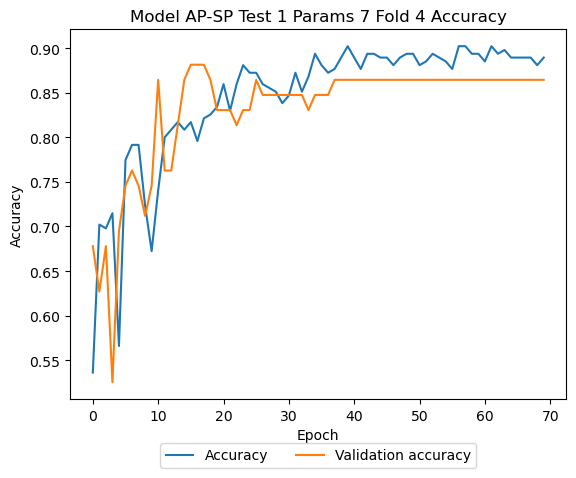 Model AP-SP Test 1 Params 7 Fold 4 Accuracy
0.90
0.85
0.80
0.75
0.70
0.65
0.60
0.55
Accuracy
0 10 20 30 40 50 60 70
Epoch
Accuracy Validation accuracy